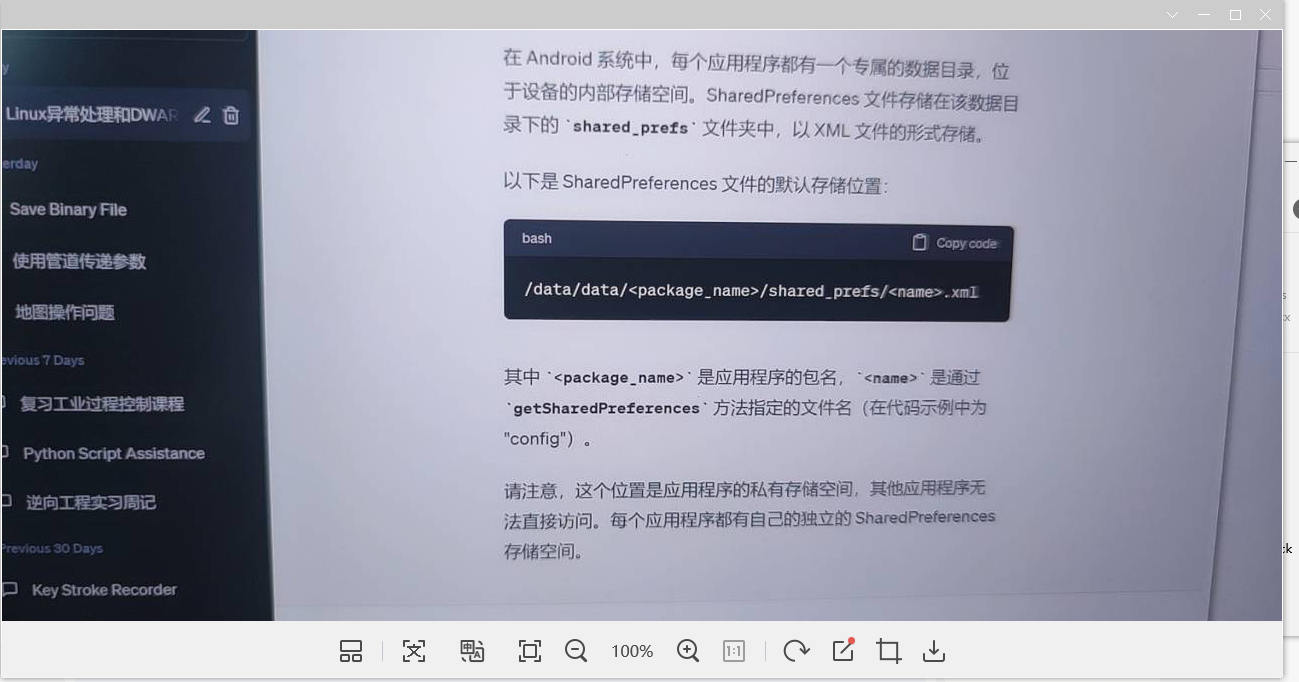 Linux异常处理和DWAR
erday
Save Binary File
使用管道传递参数
地图操作问题
evious 7 Days
复习工业过程控制课程
Python Script Assistance
逆向工程实习周记
Previous 30 Days
Key Stroke Recorder
在 Android 系统中，每个应用程序都有一个专属的数据目录，位
于设备的内部存储空间。SharedPreferences 文件存储在该数据目
录下的 `shared_prefs` 文件夹中，以 XML 文件的形式存储。
以下是 SharedPreferences 文件的默认存储位置：
bash
Copy code
/data/data/<package_name>/shared_prefs/<name>.xml
其中 `<package_name>` 是应用程序的包名，`<name>` 是通过
`getSharedPreferences` 方法指定的文件名（在代码示例中为
"config"）。
请注意，这个位置是应用程序的私有存储空间，其他应用程序无
法直接访问。每个应用程序都有自己的独立的 SharedPreferences
存储空间。
100%
1:1